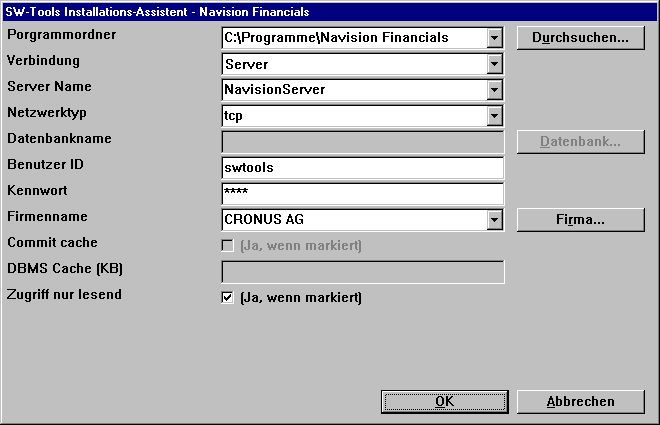 SW-Tools Installations-Assistent - Navision Financials
Porgrammordner C:\Programme\Navision Financials Durchsuchen...
Verbindung Server
Server Name NavisionServer
Netzwerktyp tcp
Datenbankname Datenbank...
Benutzer ID swtools
Kennwort ****
Firmenname CRONUS AG Firma...
Commit cache (Ja, wenn markiert)
DBMS Cache (KB)
Zugriff nur lesend (Ja, wenn markiert)
OK Abbrechen